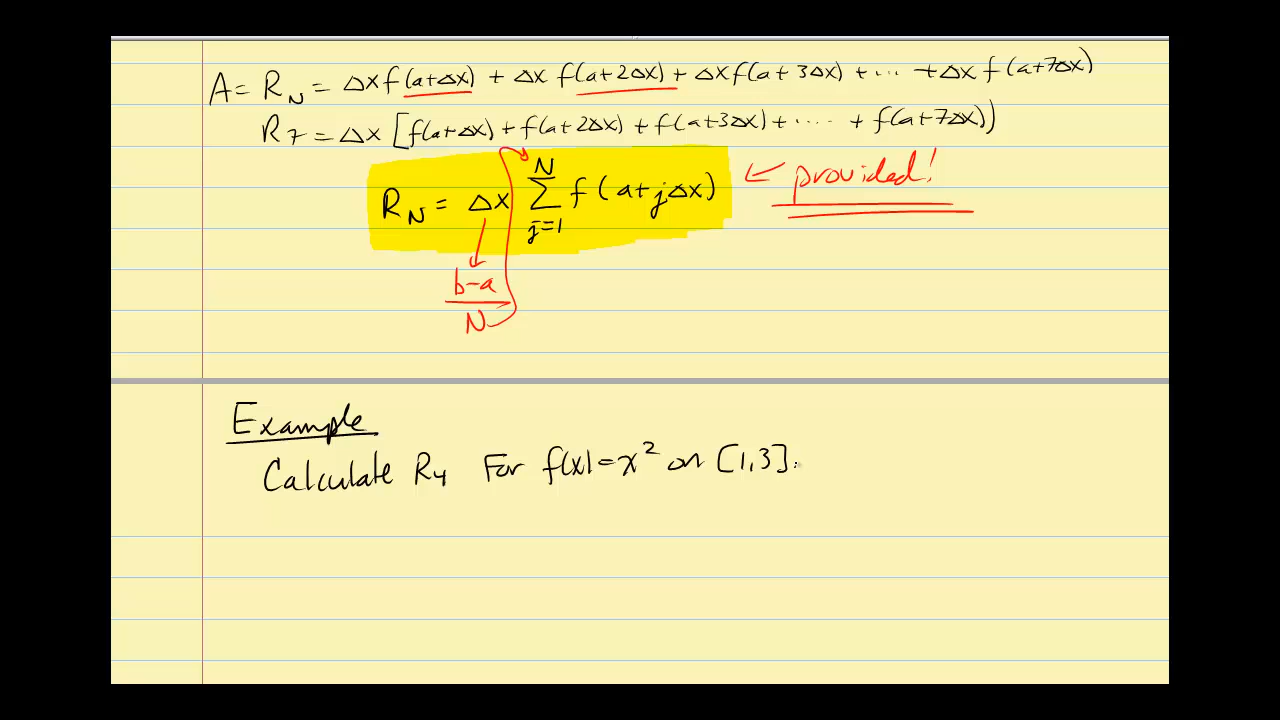 A = R_N = Δx f(a+Δx) + Δx f(a+2Δx) + Δx f(a+3Δx) + ... + Δx f(a+7Δx)
R_7 = Δx [f(a+Δx) + f(a+2Δx) + f(a+3Δx) + .... + f(a+7Δx)]
R_N = Δx ∑_{j=1}^{N} f(a+jΔx) ← provided!
b-a
N
Example
Calculate R_4 For f(x) = x^2 on [1,3].